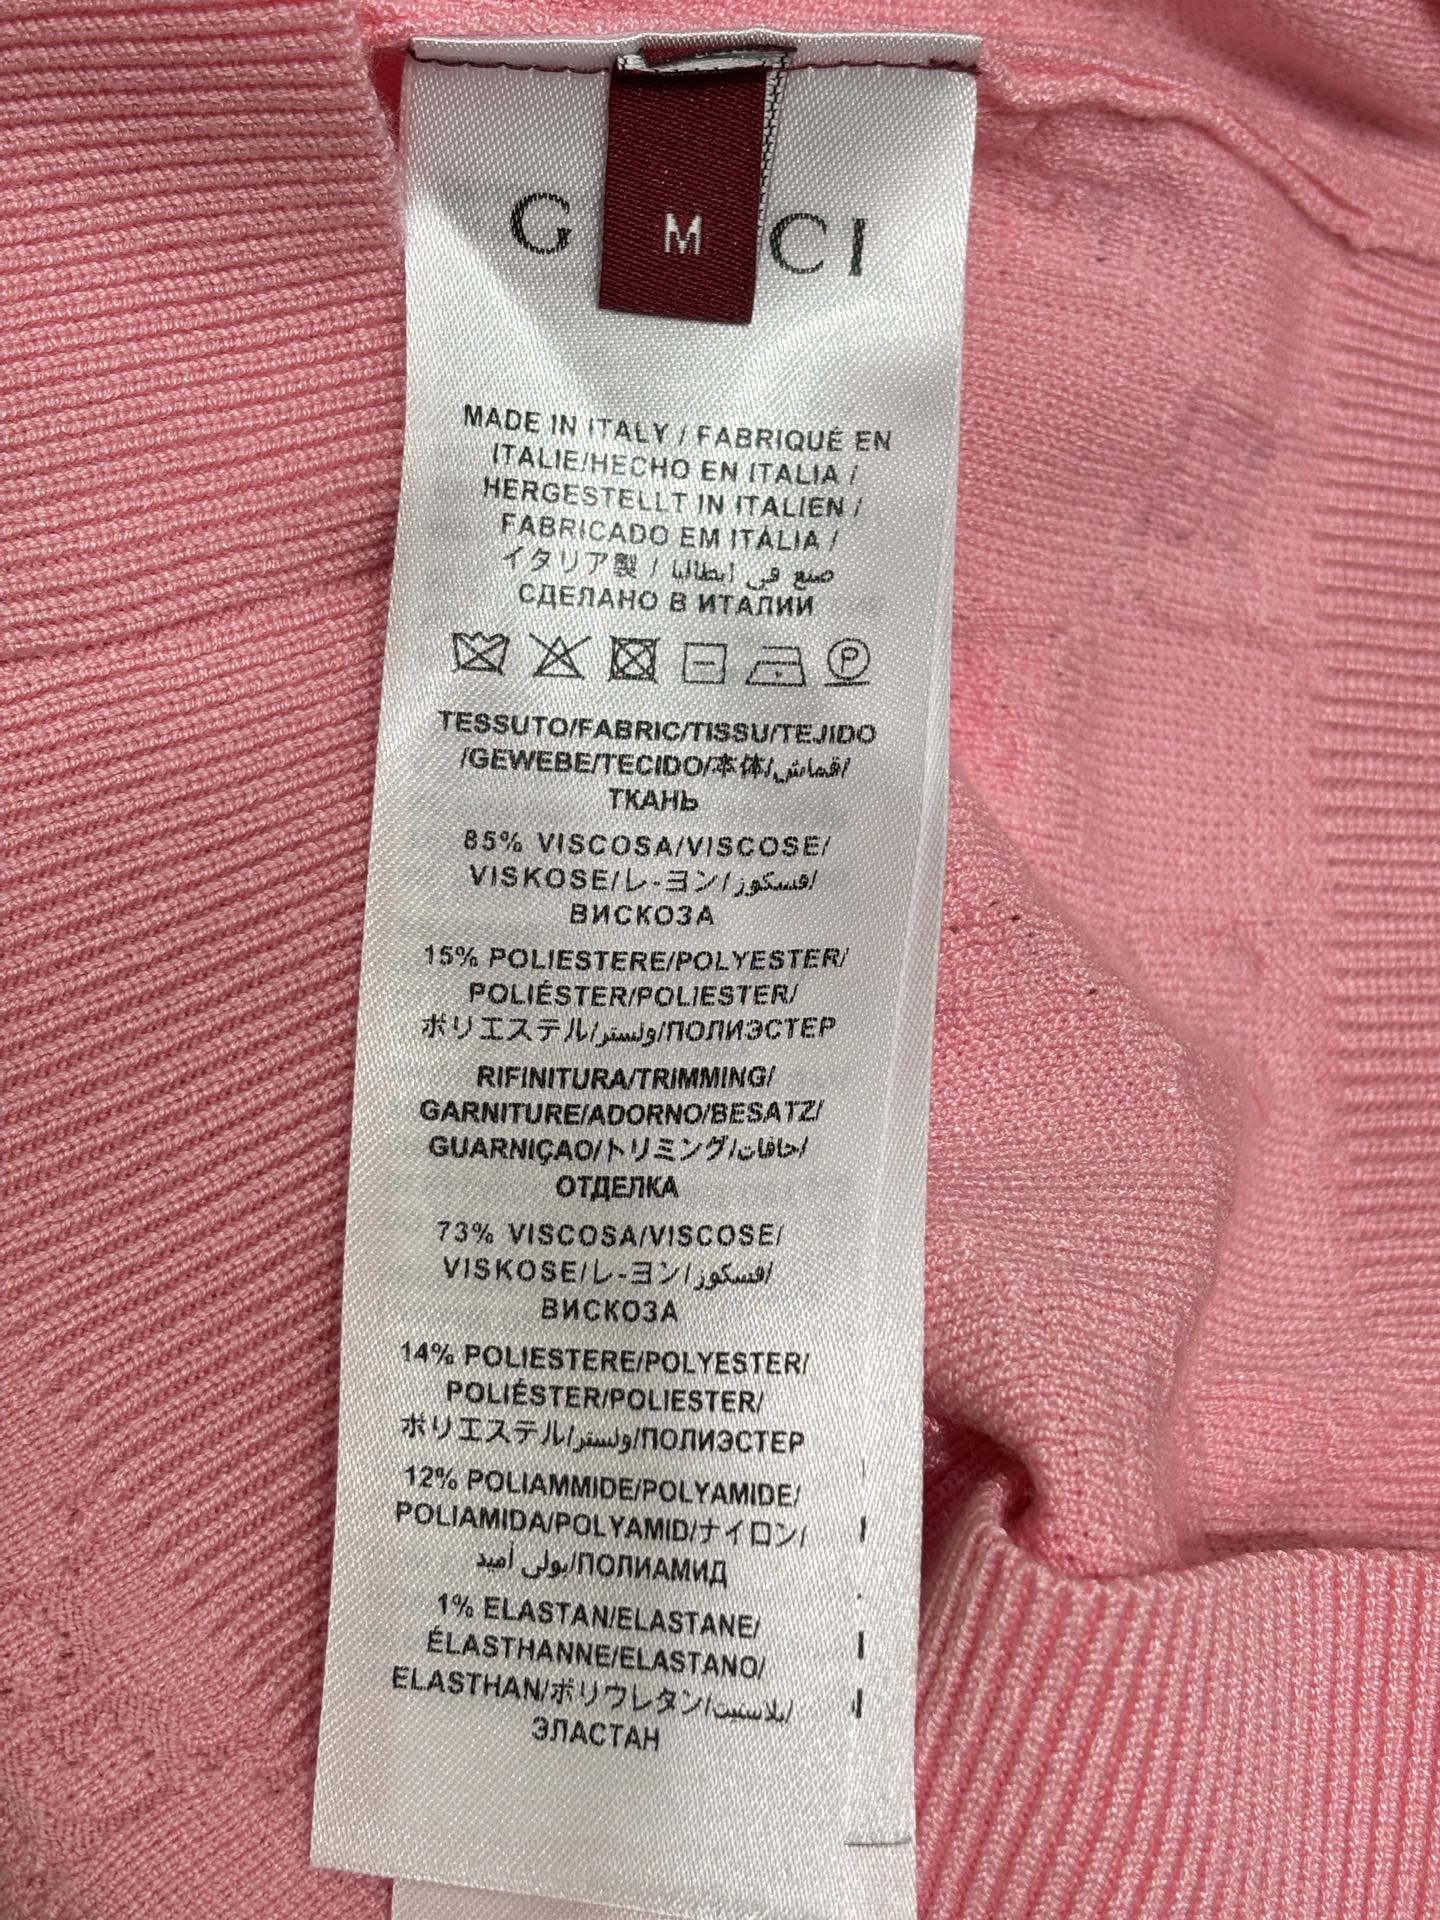 G CCI
M
MADE IN ITALY / FABRIQUÉ EN
ITALIE/HECHO EN ITALIA /
HERGESTELLT IN ITALIEN /
FABRICADO EM ITÁLIA /
イタリア製 / صنع في ايطاليا
СДЕЛАНО В ИТАЛИИ
P
TESSUTO/FABRIC/TISSU/TEJIDO
/GEWEBE/TECIDO/本体/قماش/
ТКАНЬ
85% VISCOSA/VISCOSE/
VISKOSE/レ-ヨン/فسكوز/
ВИСКОЗА
15% POLIESTERE/POLYESTER/
POLIÉSTER/POLIESTER/
ポリエステル/ولستر/ПОЛИЭСТЕР
RIFINITURA/TRIMMING/
GARNITURE/ADORNO/BESATZ/
GUARNIÇAO/トリミング/حافات/
ОТДЕЛКА
73% VISCOSA/VISCOSE/
VISKOSE/レ-ヨン/فسكوز/
ВИСКОЗА
14% POLIESTERE/POLYESTER/
POLIÉSTER/POLIESTER/
ポリエステル/ولستر/ПОЛИЭСТЕР
12% POLIAMMIDE/POLYAMIDE/
POLIAMIDA/POLYAMID/ナイロン/
بولي أميد/ПОЛИАМИД
1% ELASTAN/ELASTANE/
ÉLASTHANNE/ELASTANO/
ELASTHAN/ポリウレタン/يلاستيت/
ЭЛАСТАН